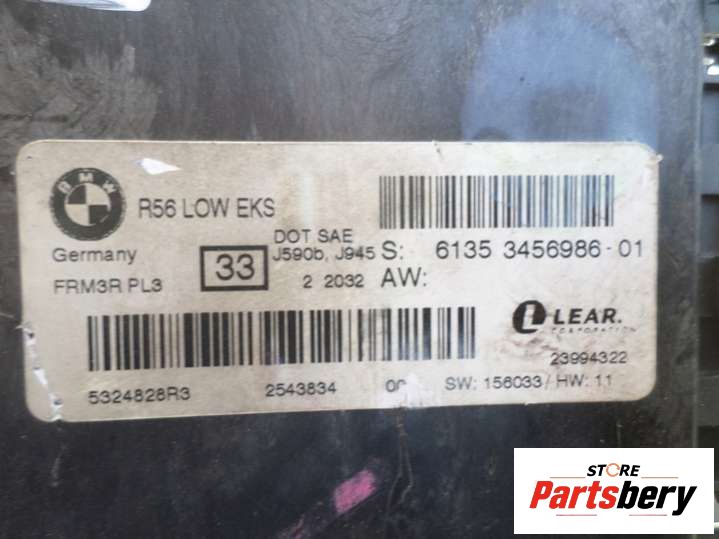 BMW
R56 LOW EKS
Germany
33
DOT SAE
J590b, J945
S: 6135 3456986-01
FRM3R PL3
2 2032
AW:
LEAR.
CORPORATION
23994322
5324828R3
2543834
SW: 156033/ HW: 11
STORE
Partsbery